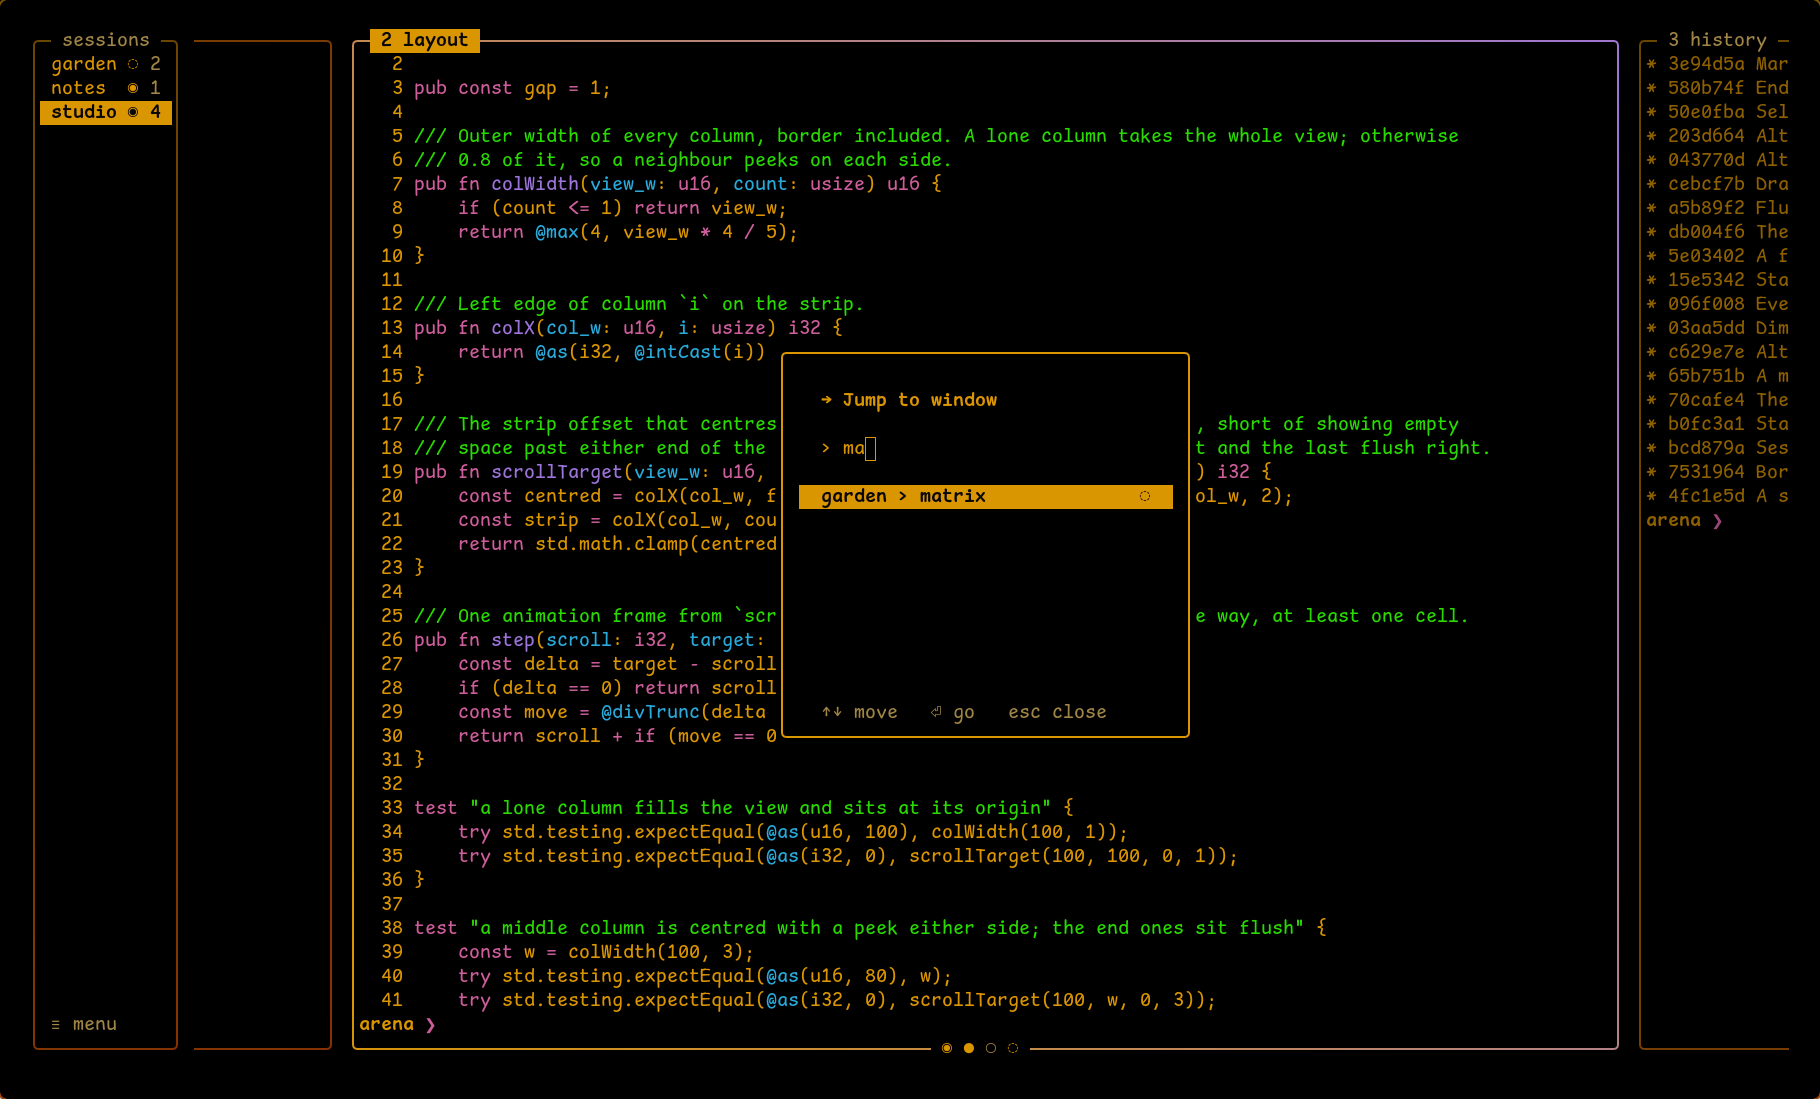 sessions
garden ◌ 2
notes ◉ 1
studio ◉ 4
≡ menu
2 layout
2
3 pub const gap = 1;
4
5 /// Outer width of every column, border included. A lone column takes the whole view; otherwise
6 /// 0.8 of it, so a neighbour peeks on each side.
7 pub fn colWidth(view_w: u16, count: usize) u16 {
8     if (count <= 1) return view_w;
9     return @max(4, view_w * 4 / 5);
10 }
11
12 /// Left edge of column `i` on the strip.
13 pub fn colX(col_w: u16, i: usize) i32 {
14     return @as(i32, @intCast(i))
15 }
16
17 /// The strip offset that centres , short of showing empty
18 /// space past either end of the t and the last flush right.
19 pub fn scrollTarget(view_w: u16, ) i32 {
20     const centred = colX(col_w, f ol_w, 2);
21     const strip = colX(col_w, cou
22     return std.math.clamp(centred
23 }
24
25 /// One animation frame from `scr e way, at least one cell.
26 pub fn step(scroll: i32, target:
27     const delta = target - scroll
28     if (delta == 0) return scroll
29     const move = @divTrunc(delta
30     return scroll + if (move == 0
31 }
32
33 test "a lone column fills the view and sits at its origin" {
34     try std.testing.expectEqual(@as(u16, 100), colWidth(100, 1));
35     try std.testing.expectEqual(@as(i32, 0), scrollTarget(100, 100, 0, 1));
36 }
37
38 test "a middle column is centred with a peek either side; the end ones sit flush" {
39     const w = colWidth(100, 3);
40     try std.testing.expectEqual(@as(u16, 80), w);
41     try std.testing.expectEqual(@as(i32, 0), scrollTarget(100, w, 0, 3));
arena ❯
→ Jump to window
> ma
garden > matrix ◌
↑↓ move ⏎ go esc close
3 history
* 3e94d5a Mar
* 580b74f End
* 50e0fba Sel
* 203d664 Alt
* 043770d Alt
* cebcf7b Dra
* a5b89f2 Flu
* db004f6 The
* 5e03402 A f
* 15e5342 Sta
* 096f008 Eve
* 03aa5dd Dim
* c629e7e Alt
* 65b751b A m
* 70cafe4 The
* b0fc3a1 Sta
* bcd879a Ses
* 7531964 Bor
* 4fc1e5d A s
arena ❯